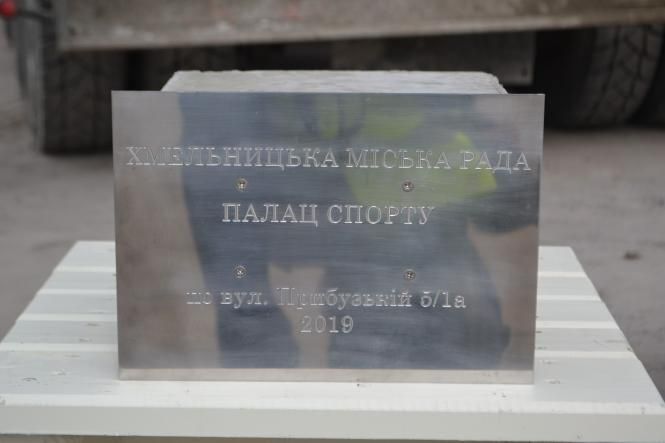 ХМЕЛЬНИЦЬКА МІСЬКА РАДА
ПАЛАЦ СПОРТУ
по вул. Прибузькій 5/1а
2019